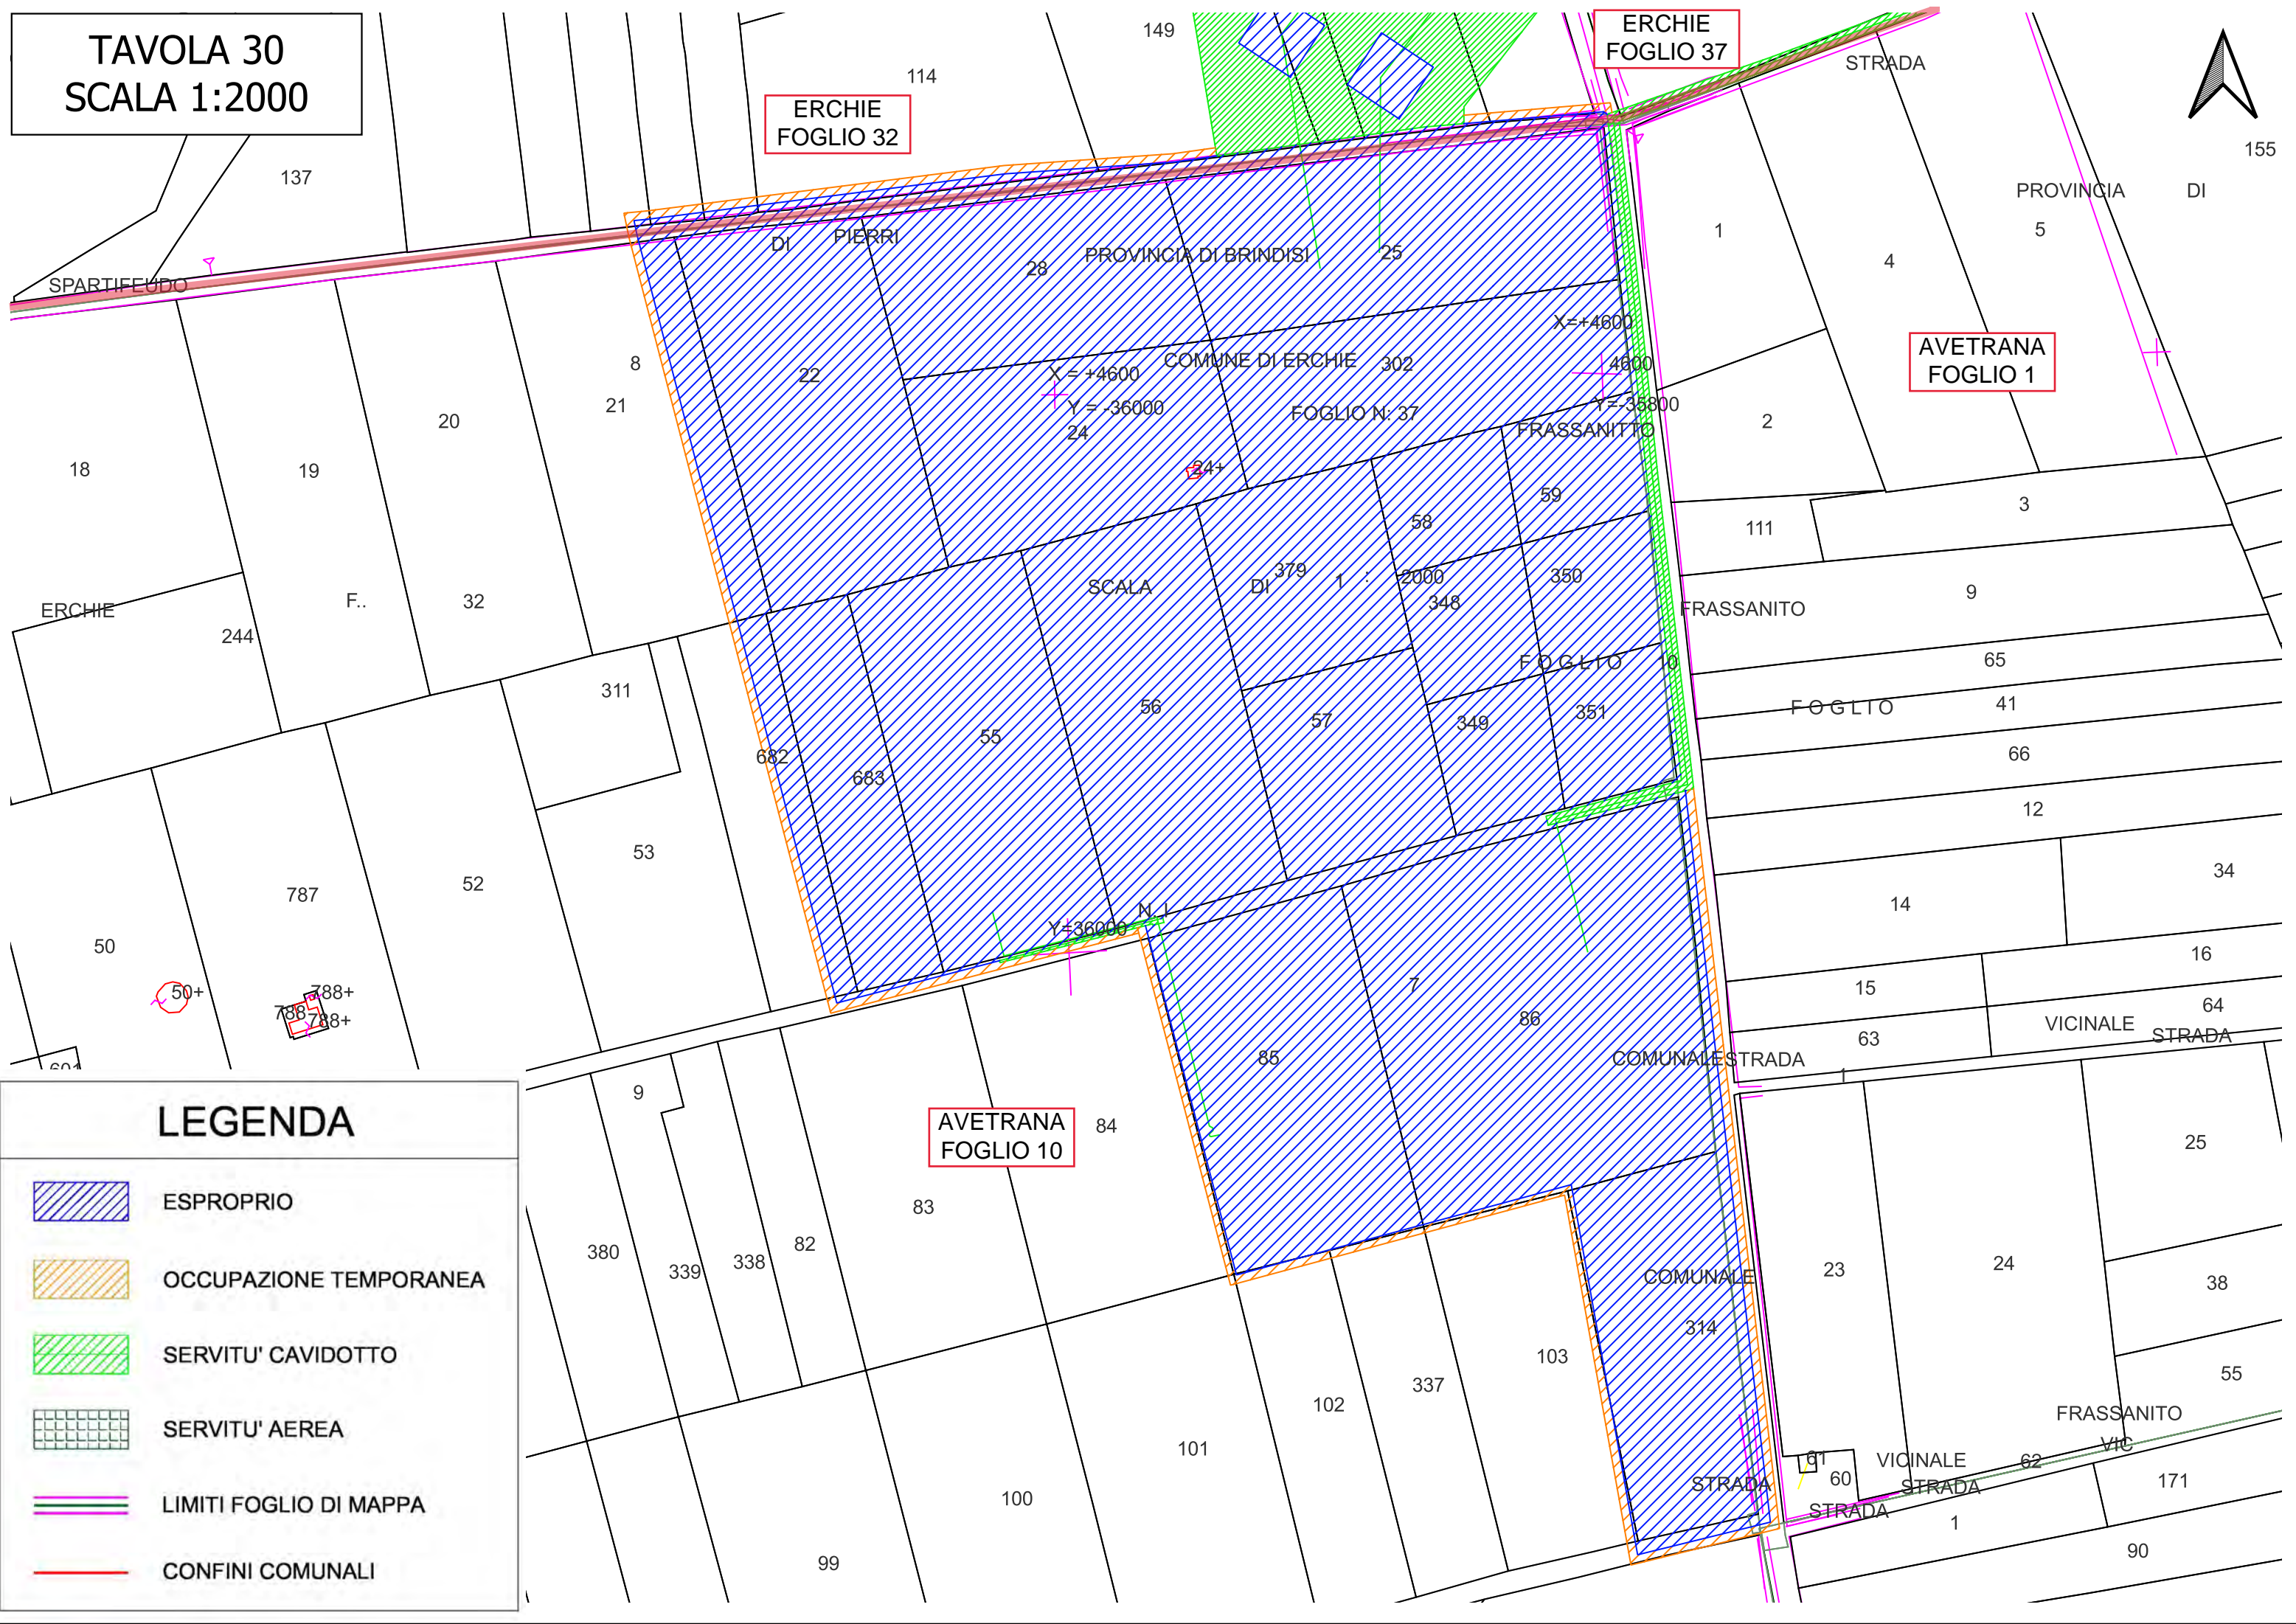 TAVOLA 30
SCALA 1:2000
ERCHIE
FOGLIO 32
ERCHIE
FOGLIO 37
AVETRANA
FOGLIO 1
AVETRANA
FOGLIO 10
149
114
137
STRADA
155
PROVINCIA DI
5
1
4
SPARTIFEUDO
DI PIERRI
28
PROVINCIA DI BRINDISI
25
X=+4600
4600
Y=-35800
FRASSANITTO
8
22
21
20
19
18
X = +4600
Y = -36000
24
COMUNE DI ERCHIE
302
FOGLIO N: 37
24+
2
111
3
58
59
9
350
348
379
SCALA DI 1 : 2000
FRASSANITO
ERCHIE
F..
32
244
311
65
F O G L I O 10
F O G L I O
41
66
12
56
57
349
351
55
682
683
53
52
787
50
50+
788+
788
788+
14
34
16
15
64
63
VICINALE
STRADA
N. I
Y=36000
7
86
85
COMUNALESTRADA
1
9
84
83
82
338
339
380
25
24
23
38
55
COMUNALE
314
103
337
102
101
100
99
FRASSANITO
VIC
62
VICINALE
STRADA
61
60
STRADA
STRADA
171
1
90
LEGENDA
ESPROPRIO
OCCUPAZIONE TEMPORANEA
SERVITU' CAVIDOTTO
SERVITU' AEREA
LIMITI FOGLIO DI MAPPA
CONFINI COMUNALI